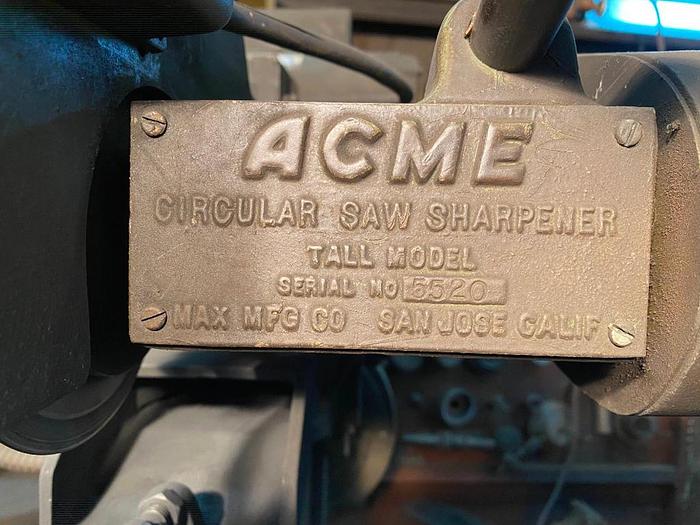 ACME
CIRCULAR SAW SHARPENER
TALL MODEL
SERIAL NO 5520
MAX MFG CO SAN JOSE CALIF